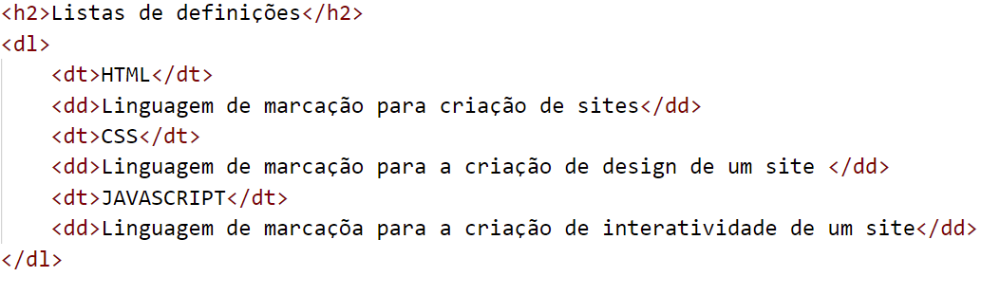 <h2>Listas de definições</h2>
<dl>
<dt>HTML</dt>
<dd>Linguagem de marcação para criação de sites</dd>
<dt>CSS</dt>
<dd>Linguagem de marcação para a criação de design de um site </dd>
<dt>JAVASCRIPT</dt>
<dd>Linguagem de marcaçõa para a criação de interatividade de um site</dd>
</dl>